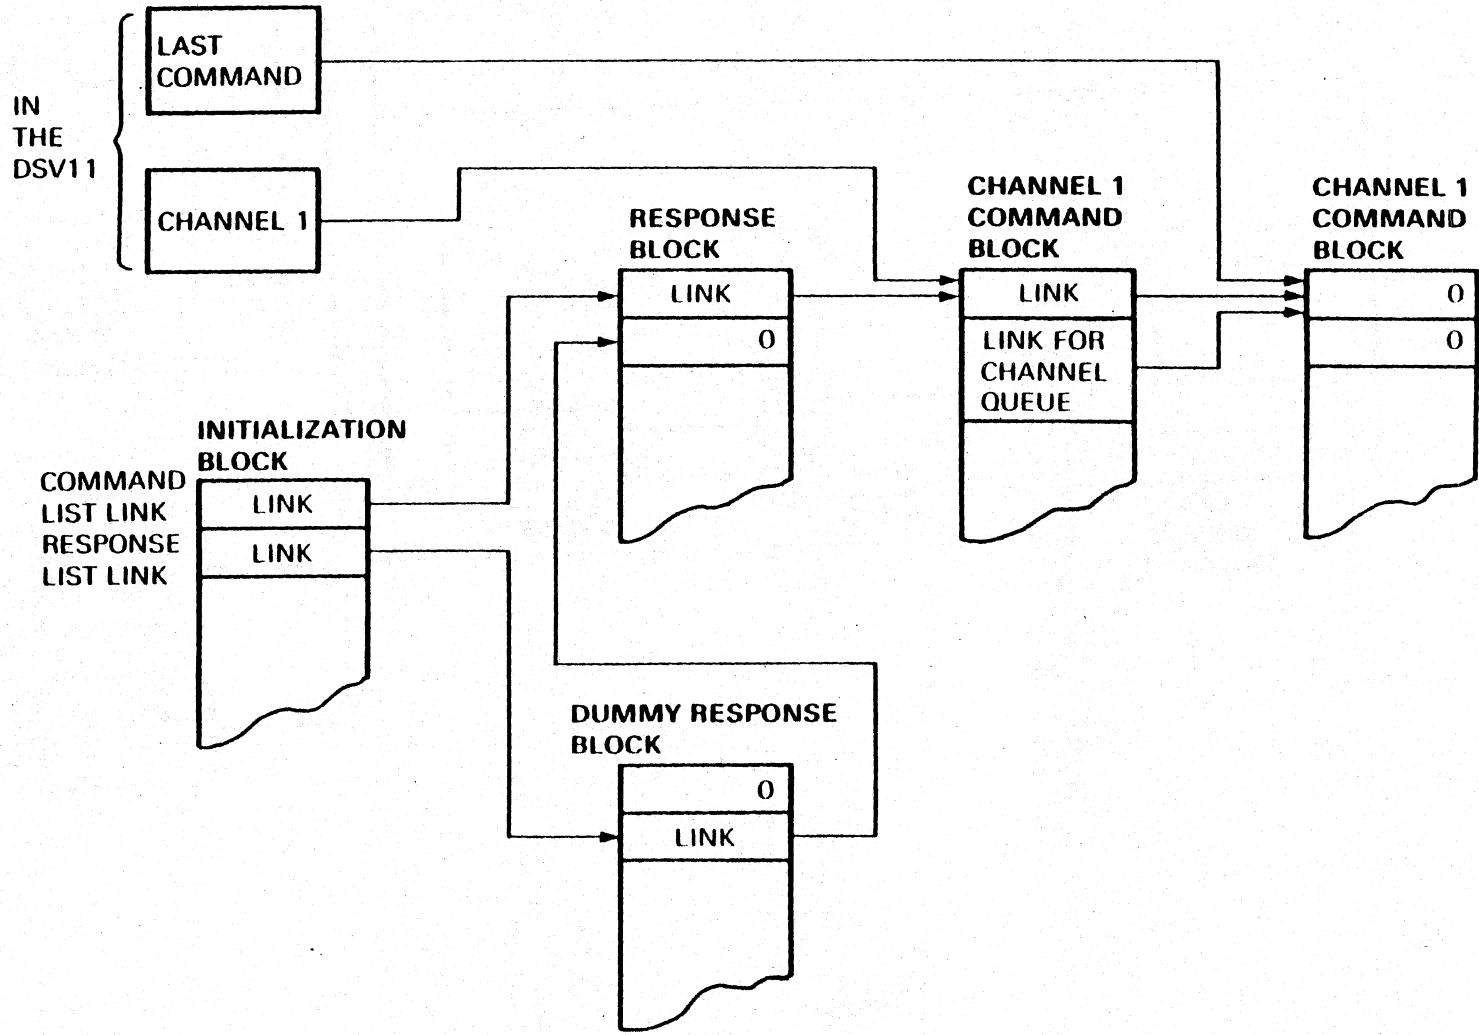 LAST
COMMAND
IN
THE
DSV11
CHANNEL 1
RESPONSE
BLOCK
LINK
0
CHANNEL 1
COMMAND
BLOCK
LINK
LINK FOR
CHANNEL
QUEUE
CHANNEL 1
COMMAND
BLOCK
0
0
INITIALIZATION
BLOCK
COMMAND
LIST LINK
RESPONSE
LIST LINK
LINK
LINK
DUMMY RESPONSE
BLOCK
0
LINK